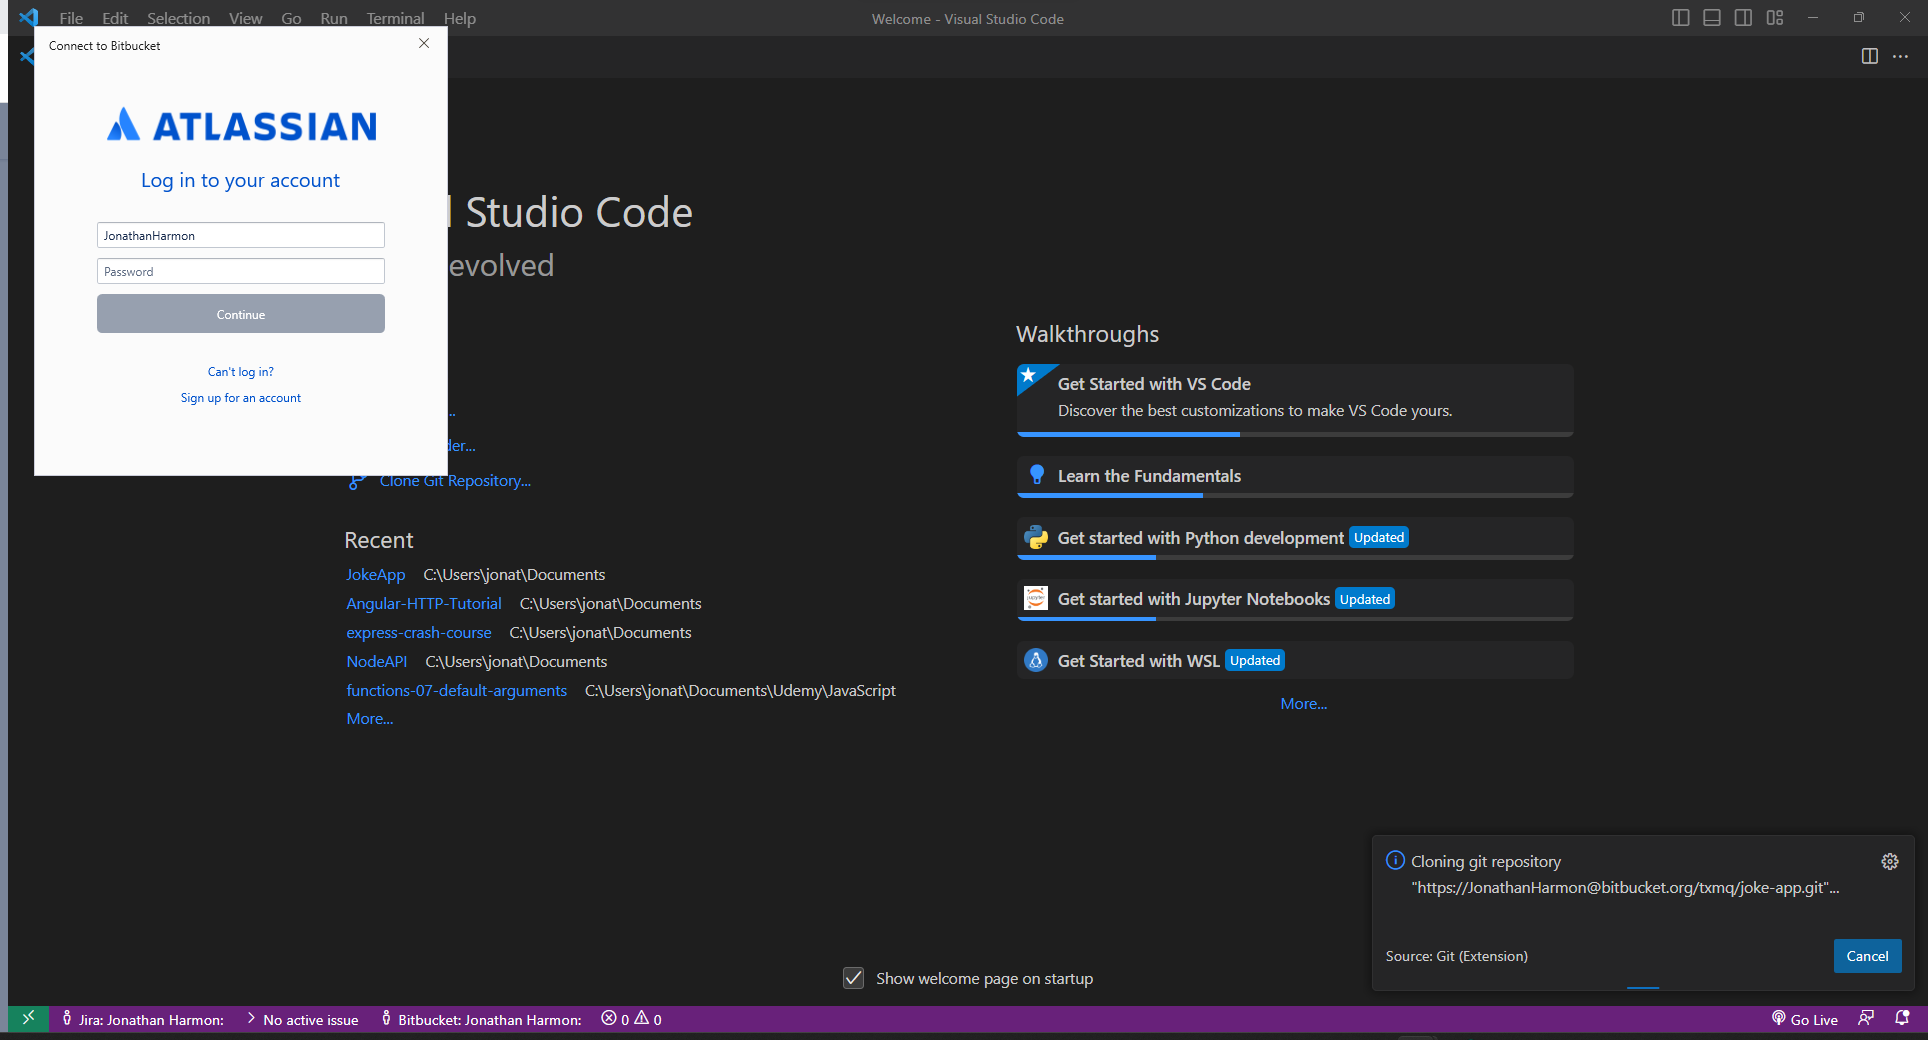 File Edit Selection View Go Run Terminal Help
Welcome - Visual Studio Code
Connect to Bitbucket
ATLASSIAN
Log in to your account
JonathanHarmon
Password
Continue
Can't log in?
Sign up for an account
Studio Code
evolved
...
der...
Clone Git Repository...
Recent
JokeApp C:\Users\jonat\Documents
Angular-HTTP-Tutorial C:\Users\jonat\Documents
express-crash-course C:\Users\jonat\Documents
NodeAPI C:\Users\jonat\Documents
functions-07-default-arguments C:\Users\jonat\Documents\Udemy\JavaScript
More...
Walkthroughs
Get Started with VS Code
Discover the best customizations to make VS Code yours.
Learn the Fundamentals
Get started with Python development Updated
jupyter
Get started with Jupyter Notebooks Updated
Get Started with WSL Updated
More...
Cloning git repository
"https://JonathanHarmon@bitbucket.org/txmq/joke-app.git"...
Source: Git (Extension)
Cancel
Show welcome page on startup
Jira: Jonathan Harmon: No active issue Bitbucket: Jonathan Harmon: 0 0
Go Live